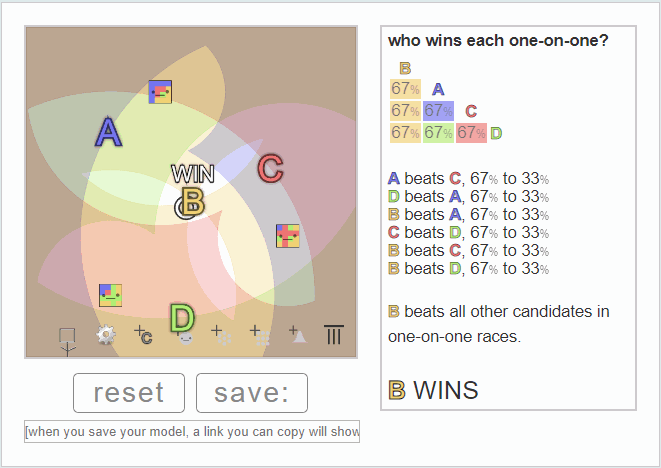 who wins each one-on-one?
B
67% A
67% 67% C
67% 67% 67% D
A beats C, 67% to 33%
D beats A, 67% to 33%
B beats A, 67% to 33%
C beats D, 67% to 33%
B beats C, 67% to 33%
B beats D, 67% to 33%
B beats all other candidates in
one-on-one races.
B WINS
A
C
WIN
B
D
+C
+
+
+
+
reset
save:
[when you save your model, a link you can copy will show